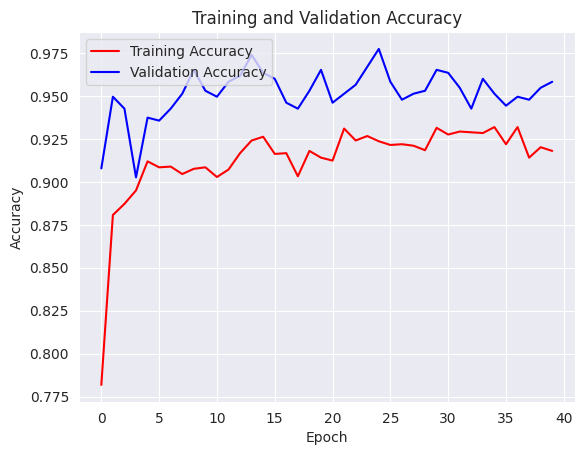 Training and Validation Accuracy
Training Accuracy
Validation Accuracy
Accuracy
0.975
0.950
0.925
0.900
0.875
0.850
0.825
0.800
0.775
0 5 10 15 20 25 30 35 40
Epoch